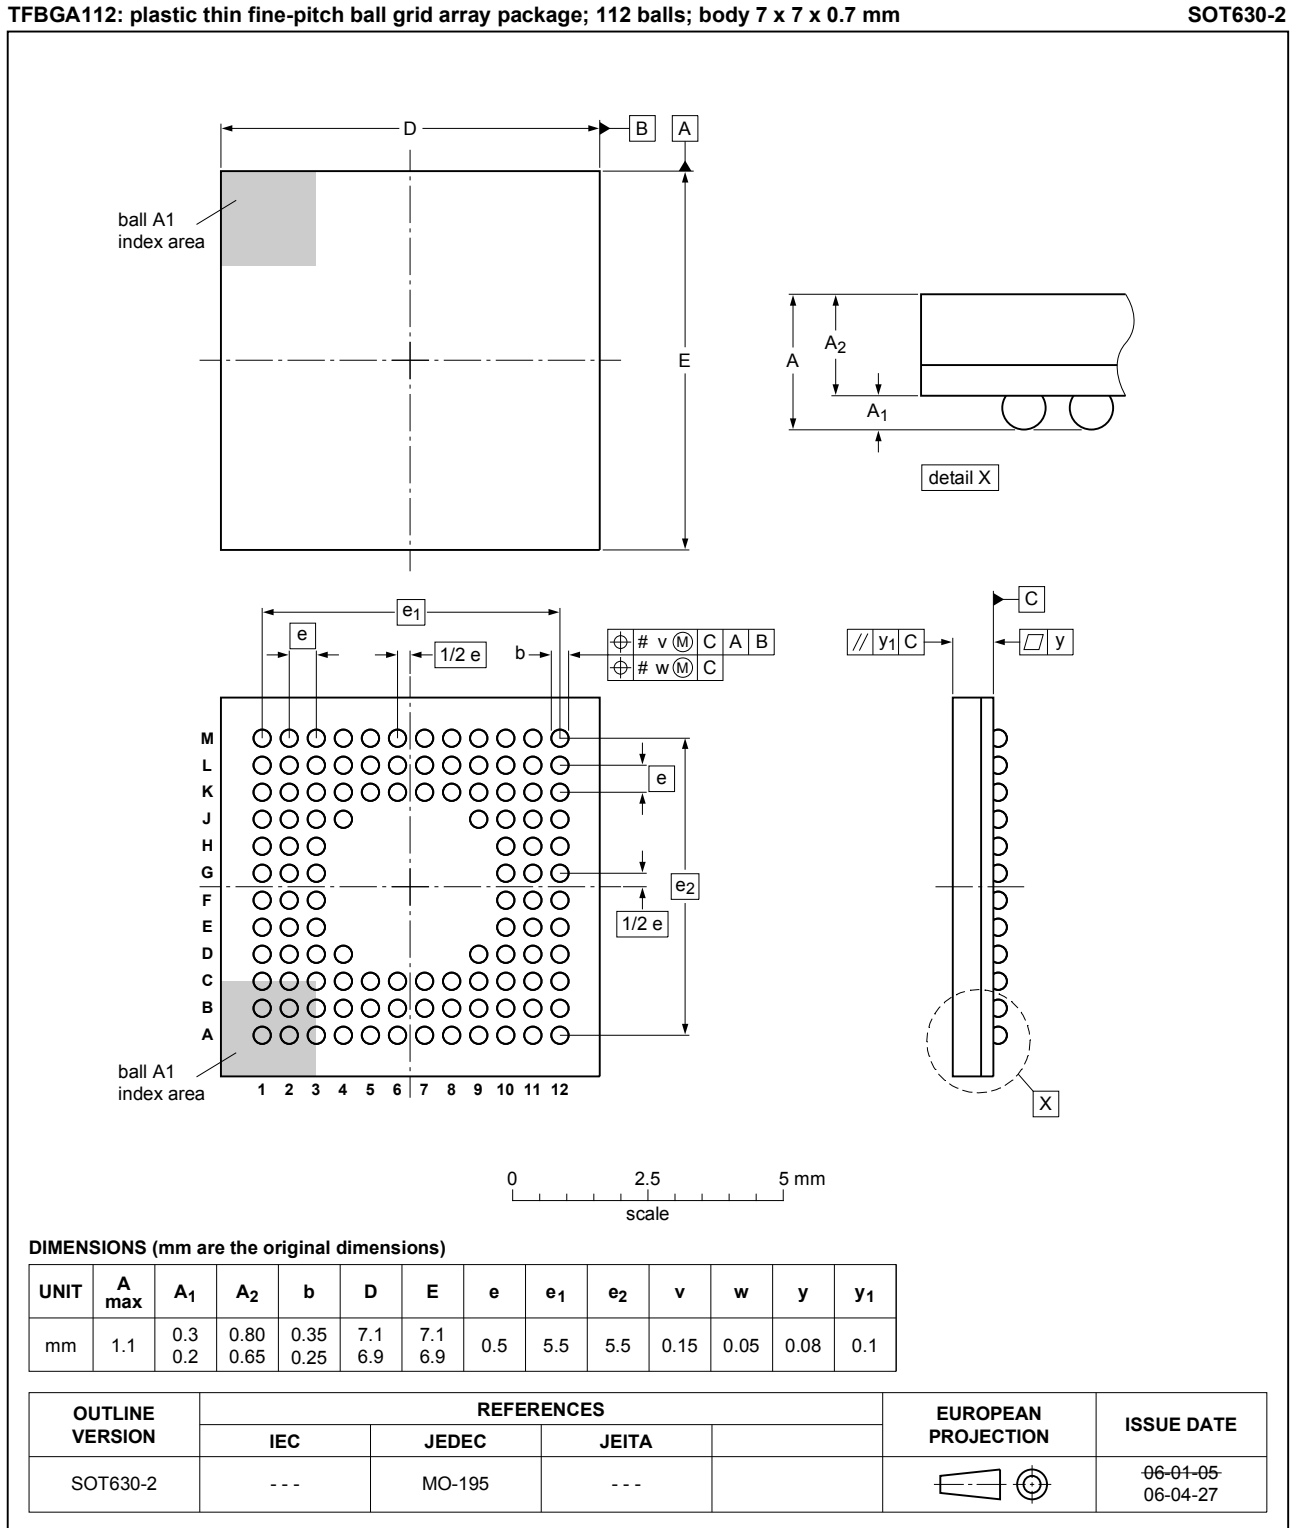 TFBGA112: plastic thin fine-pitch ball grid array package; 112 balls; body 7 x 7 x 0.7 mm SOT630-2
D B A
ball A1
index area
E
A A2
A1
detail X
e1
e 1/2 e b # v M C A B
# w M C
C
// y1 C y
M
L
K
J
H
G
F
E
D
C
B
A
e
e2
1/2 e
ball A1
index area
1 2 3 4 5 6 7 8 9 10 11 12
X
0 2.5 5 mm
scale
DIMENSIONS (mm are the original dimensions)
UNIT A max A1 A2 b D E e e1 e2 v w y y1
mm 1.1 0.3 0.2 0.80 0.65 0.35 0.25 7.1 6.9 7.1 6.9 0.5 5.5 5.5 0.15 0.05 0.08 0.1
OUTLINE VERSION REFERENCES EUROPEAN PROJECTION ISSUE DATE
IEC JEDEC JEITA
SOT630-2 - - - MO-195 - - - 06-01-05
06-04-27